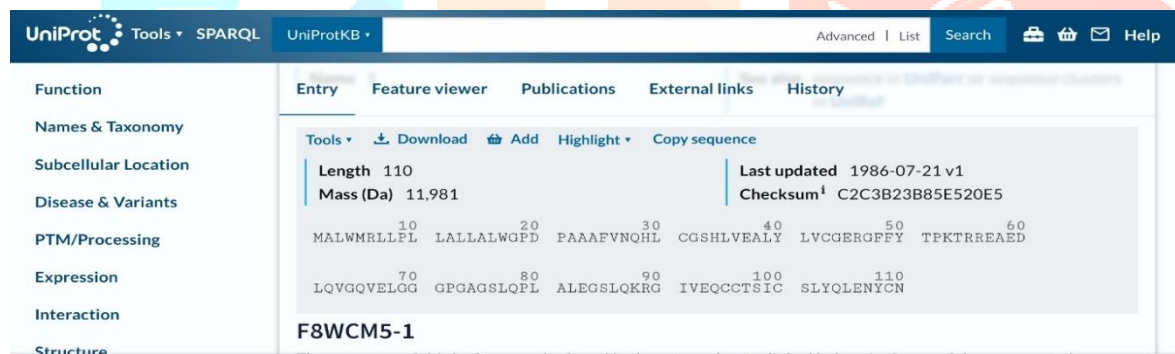 UniProt Tools SPARQL UniProtKB Advanced | List Search Help
Function
Names & Taxonomy
Subcellular Location
Disease & Variants
PTM/Processing
Expression
Interaction
Structure
Entry Feature viewer Publications External links History
Tools Download Add Highlight Copy sequence
Length 110 Last updated 1986-07-21 v1
Mass (Da) 11,981 Checksum i C2C3B23B85E520E5
10 20 30 40 50 60
MALWMRLLPL LALLALWGPD PAAAFVNQHL CGSHLVEALY LVCGERGFFY TPKTRREAED
70 80 90 100 110
LQVGQVELGG GPGAGSLQPL ALEGSLQKRG IVEQCCTSIC SLYQLENYCN
F8WCM5-1